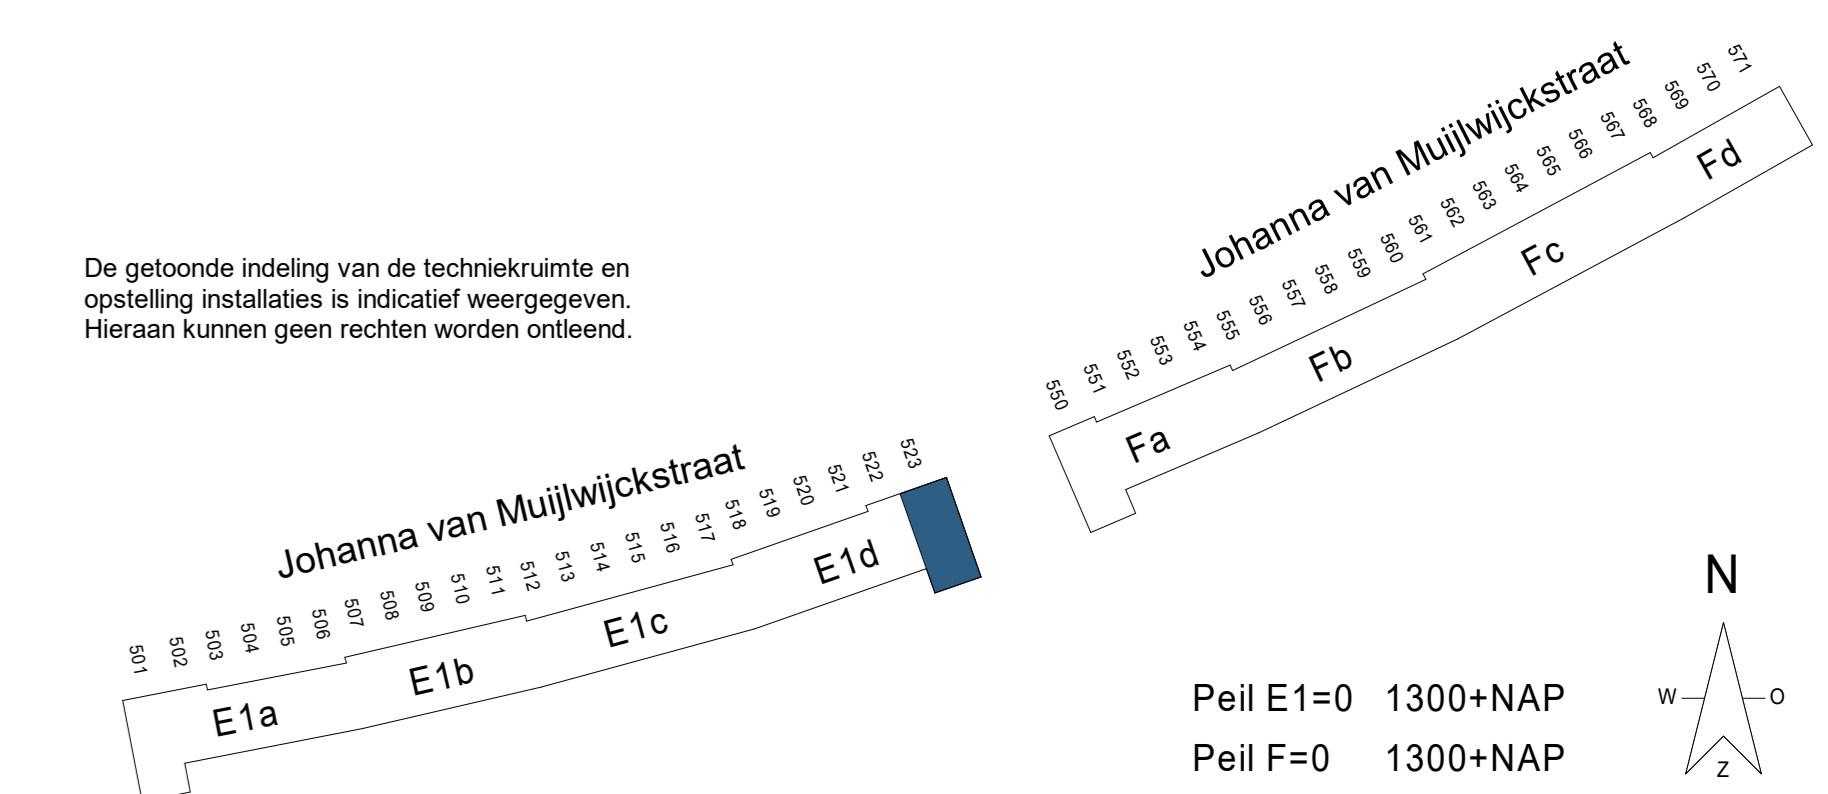 De getoonde indeling van de techniekruimte en
opstelling installaties is indicatief weergegeven.
Hieraan kunnen geen rechten worden ontleend.
Johanna van Muijlwijckstraat
501
502
503
504
505
506
507
508
509
510
511
512
513
514
515
516
517
518
519
520
521
522
523
E1a
E1b
E1c
E1d
Johanna van Muijlwijckstraat
550
551
552
553
554
555
556
557
558
559
560
561
562
563
564
565
566
567
568
569
570
571
Fa
Fb
Fc
Fd
Peil E1=0 1300+NAP
Peil F=0 1300+NAP
N
W
O
Z